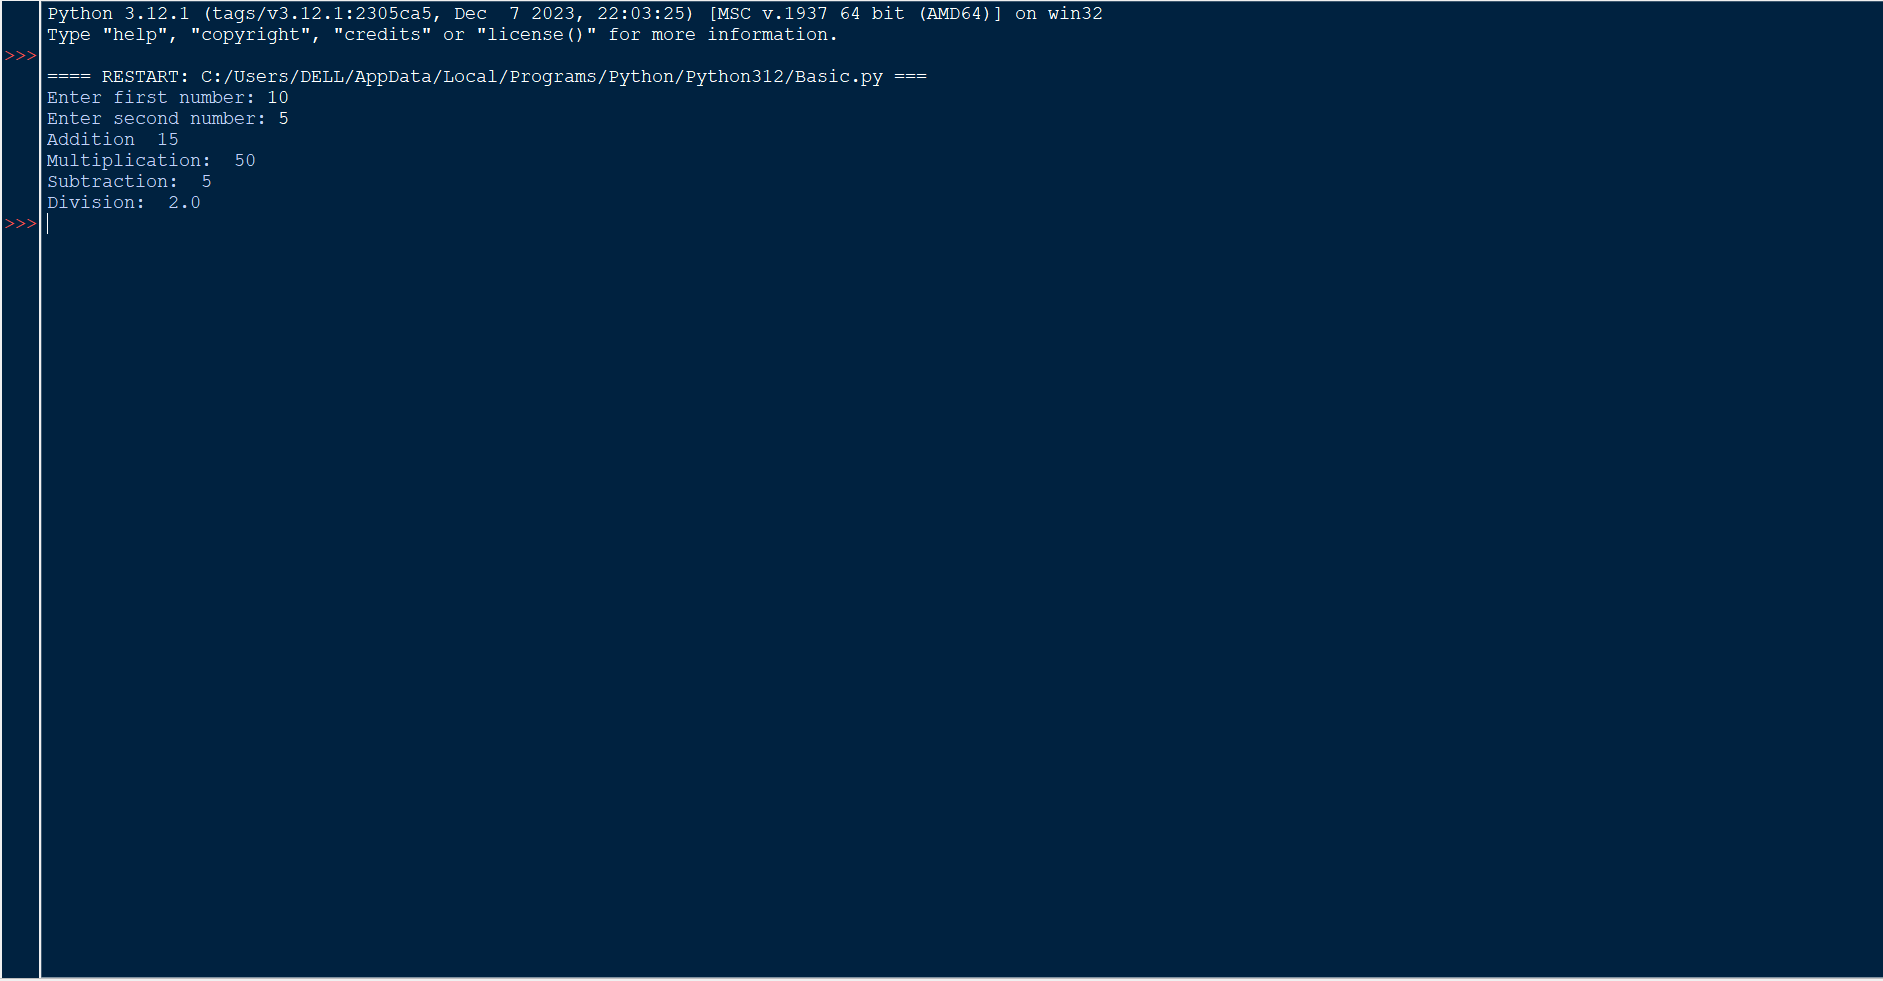 Python 3.12.1 (tags/v3.12.1:2305ca5, Dec  7 2023, 22:03:25) [MSC v.1937 64 bit (AMD64)] on win32
Type "help", "copyright", "credits" or "license()" for more information.
>>>
==== RESTART: C:/Users/DELL/AppData/Local/Programs/Python/Python312/Basic.py ===
Enter first number: 10
Enter second number: 5
Addition  15
Multiplication:  50
Subtraction:  5
Division:  2.0
>>>